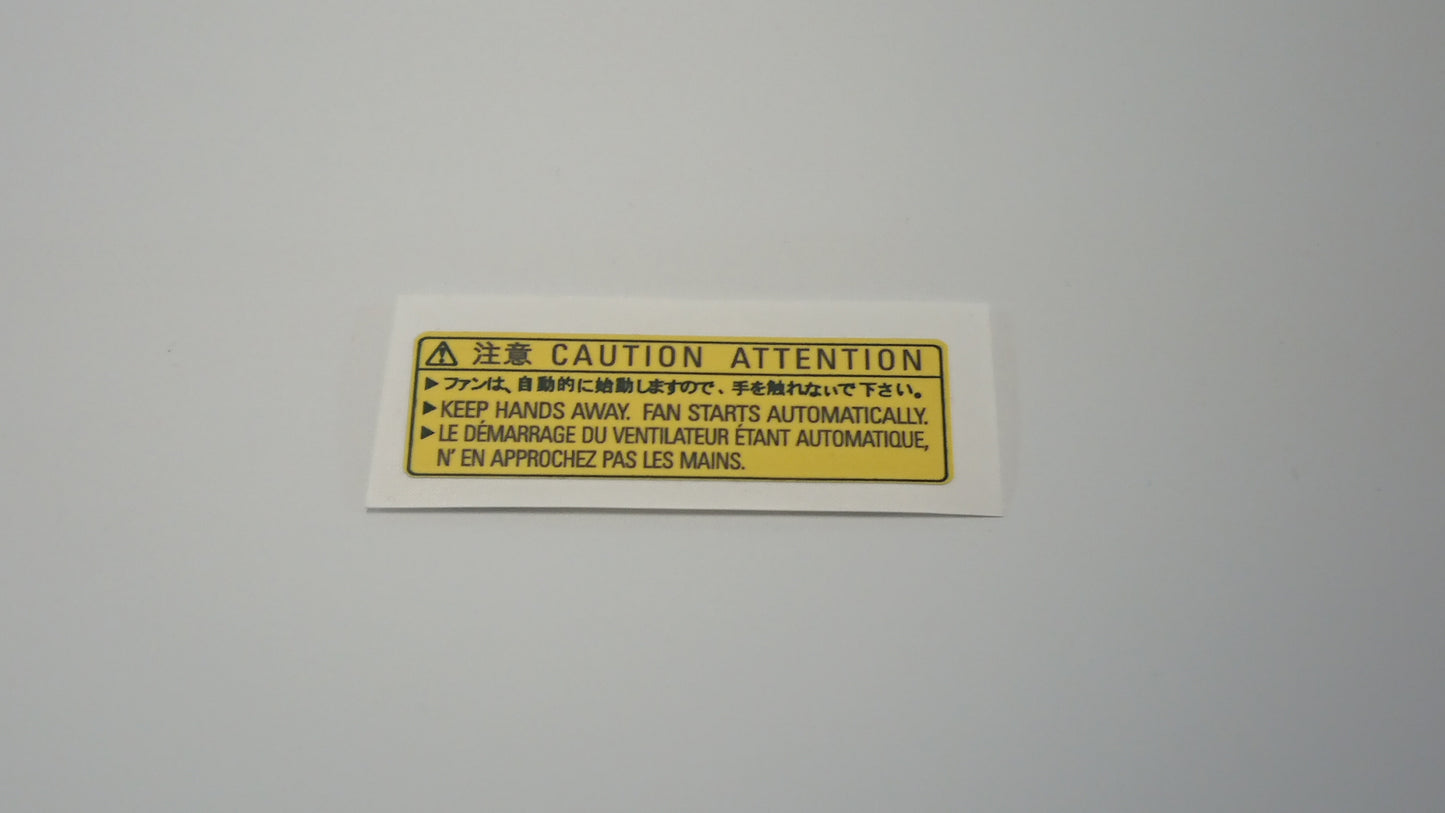 注意 CAUTION ATTENTION
▶ファンは、自動的に始動しますので、手を触れないで下さい。
▶KEEP HANDS AWAY. FAN STARTS AUTOMATICALLY.
▶LE DÉMARRAGE DU VENTILATEUR ÉTANT AUTOMATIQUE,
N' EN APPROCHEZ PAS LES MAINS.